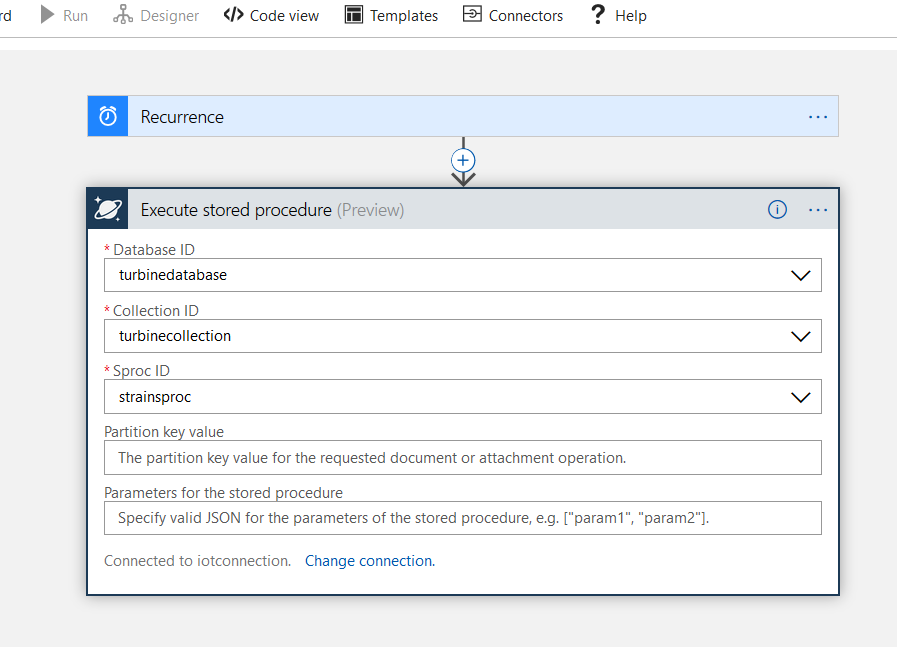 rd Run Designer </> Code view Templates Connectors ? Help
Recurrence ...
Execute stored procedure (Preview) ...
* Database ID
turbinedatabase
* Collection ID
turbinecollection
* Sproc ID
strainsproc
Partition key value
The partition key value for the requested document or attachment operation.
Parameters for the stored procedure
Specify valid JSON for the parameters of the stored procedure, e.g. ["param1", "param2"].
Connected to iotconnection. Change connection.